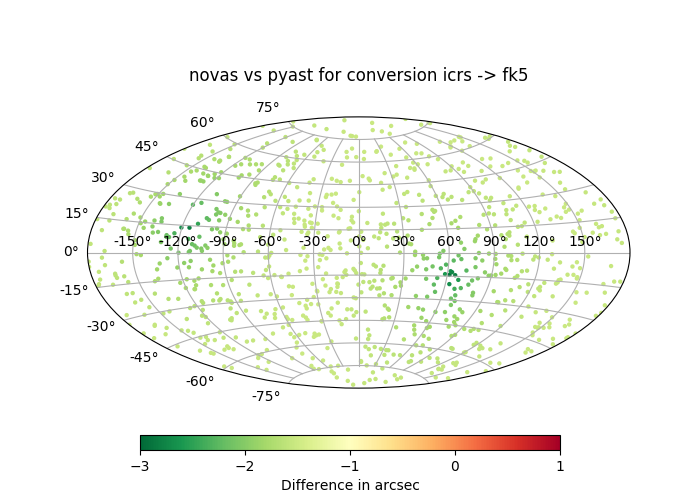 novas vs pyast for conversion icrs -> fk5
75°
60°
45°
30°
15°
-150° -120° -90° -60° -30° 0° 30° 60° 90° 120° 150°
0°
-15°
-30°
-45°
-60°
-75°
−3 −2 −1 0 1
Difference in arcsec